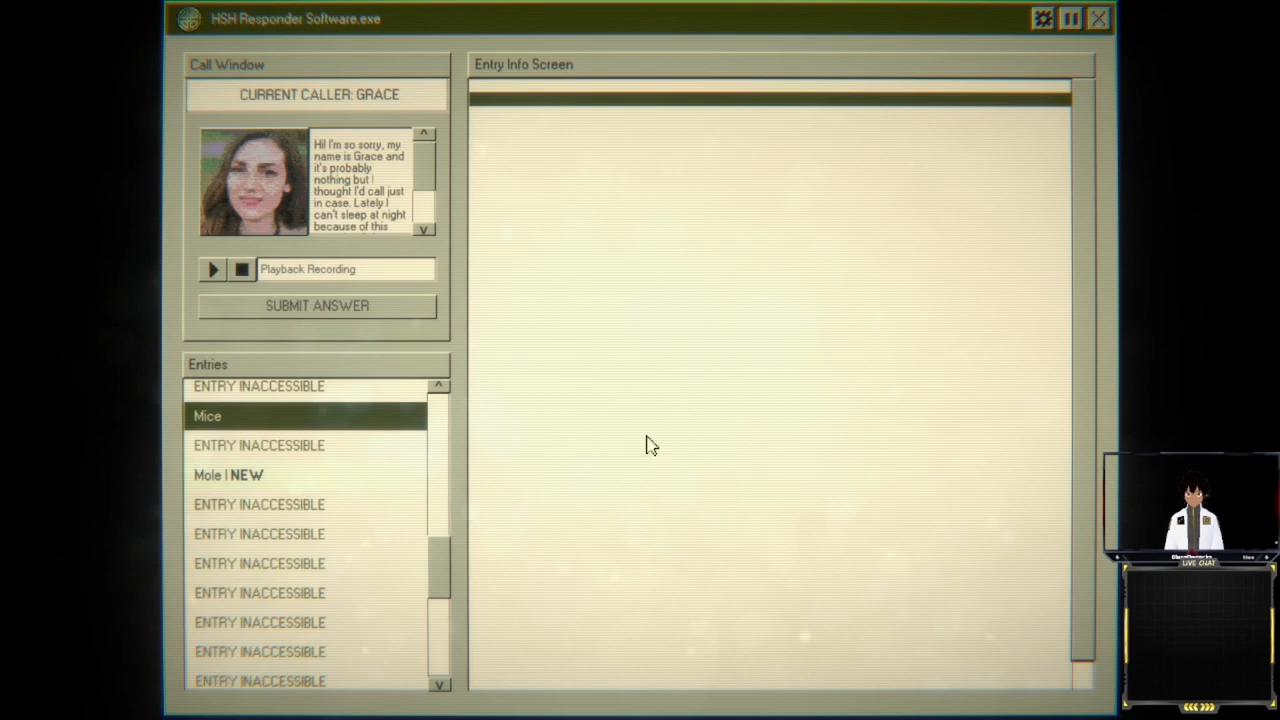 HSH Responder Software.exe
Call Window
CURRENT CALLER: GRACE
Hi! I'm so sorry, my
name is Grace and
it's probably
nothing but I
thought I'd call just
in case. Lately I
can't sleep at night
because of this
Playback Recording
SUBMIT ANSWER
Entries
ENTRY INACCESSIBLE
Mice
ENTRY INACCESSIBLE
Mole | NEW
ENTRY INACCESSIBLE
ENTRY INACCESSIBLE
ENTRY INACCESSIBLE
ENTRY INACCESSIBLE
ENTRY INACCESSIBLE
ENTRY INACCESSIBLE
ENTRY INACCESSIBLE
Entry Info Screen
LIVE CHAT